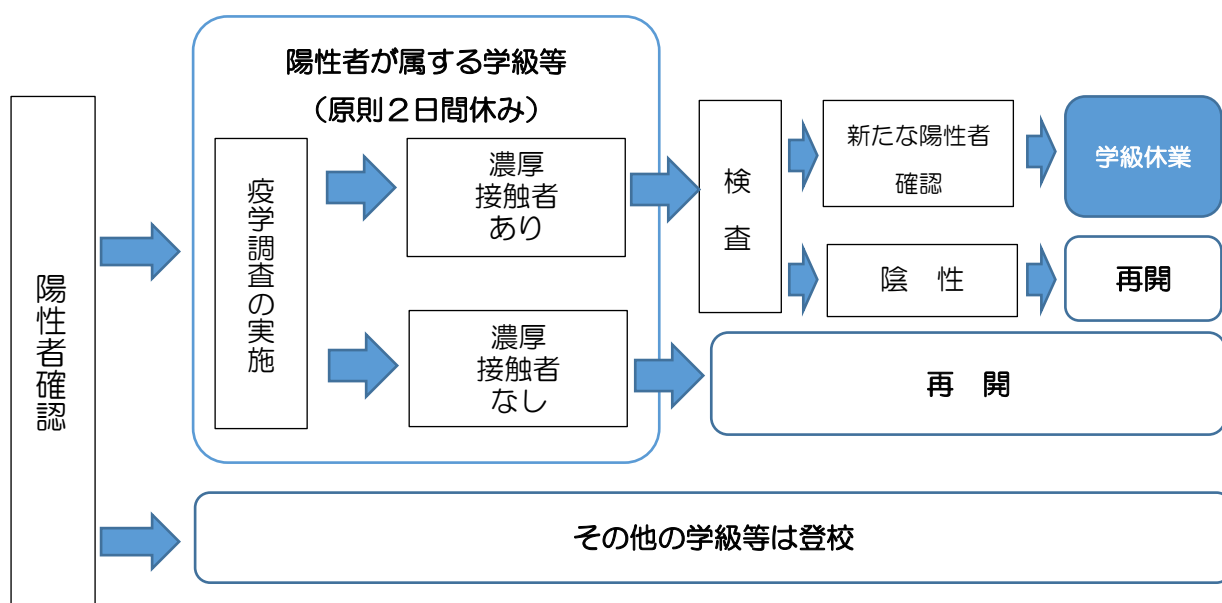 陽性者確認
陽性者が属する学級等
（原則２日間休み）
疫学調査の実施
濃厚
接触者
あり
検
査
新たな陽性者
確認
学級休業
陰　性
再開
濃厚
接触者
なし
再　開
その他の学級等は登校